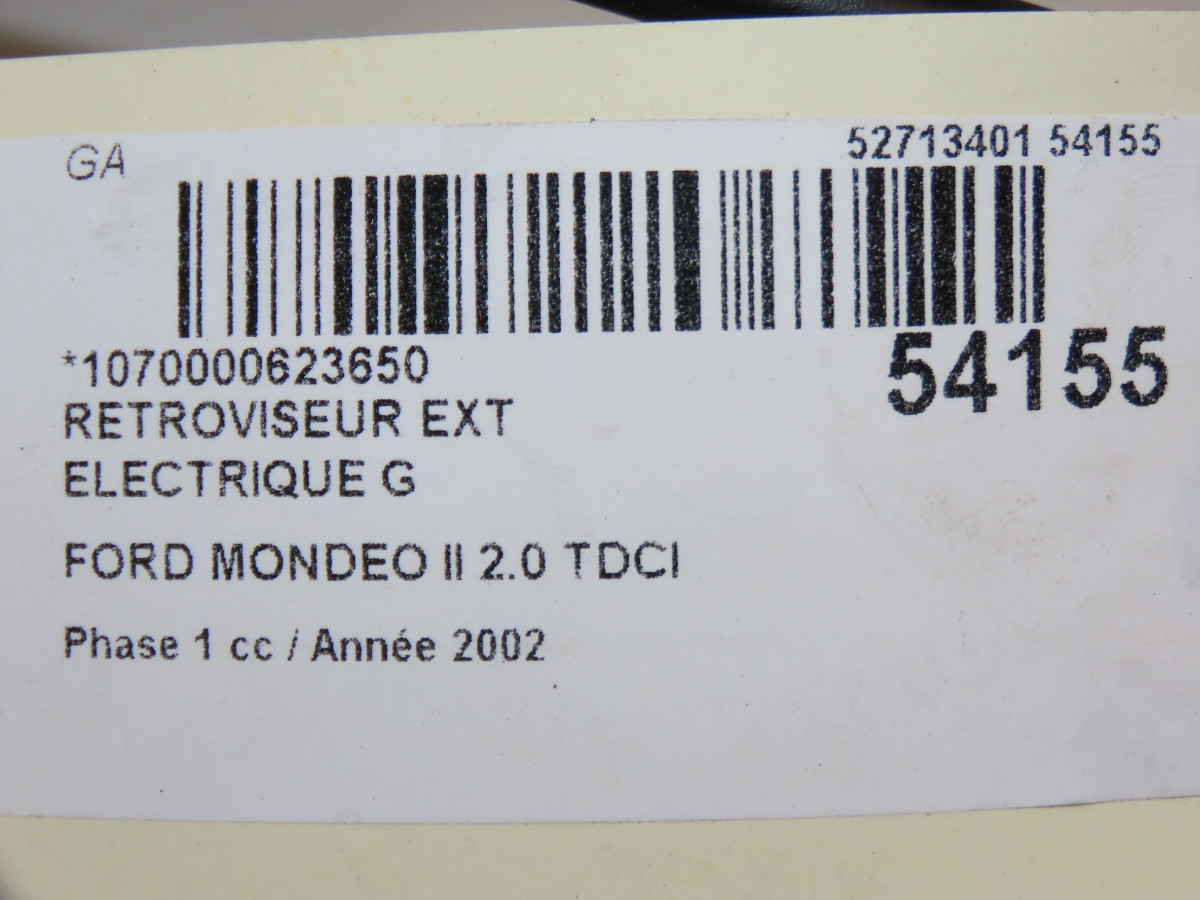 GA
52713401 54155
*1070000623650
54155
RETROVISEUR EXT
ELECTRIQUE G
FORD MONDEO II 2.0 TDCI
Phase 1 cc / Année 2002